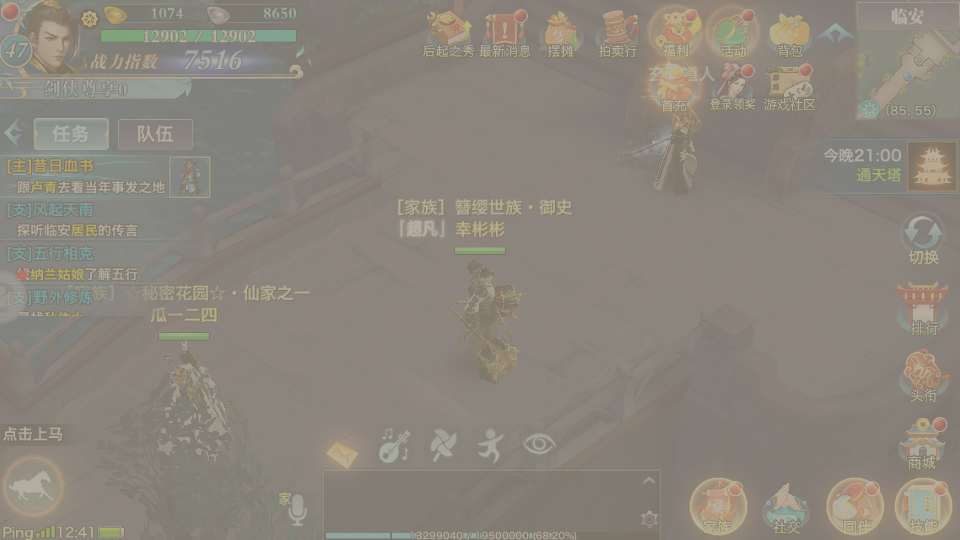 1074 8650
47
12902 / 12902
战力指数 7516
剑侠尊享0
后起之秀 最新消息 摆摊 拍卖行 福利 活动 背包
首充 登录领奖 游戏社区
临安
(85, 55)
任务 队伍
[主]昔日血书
跟卢青去看当年事发之地
[支]风起天南
探听临安居民的传言
[支]五行相克
找纳兰姑娘了解五行
[支]野外修炼
今晚21:00
通天塔
[家族] 簪缨世族·御史
「超凡」 幸彬彬
☆秘密花园☆·仙家之一
瓜一二四
切换
排行
头衔
商城
点击上马
家
家族 社交 同伴 技能
Ping 12:41
8299040 / 19500000 (68.20%)